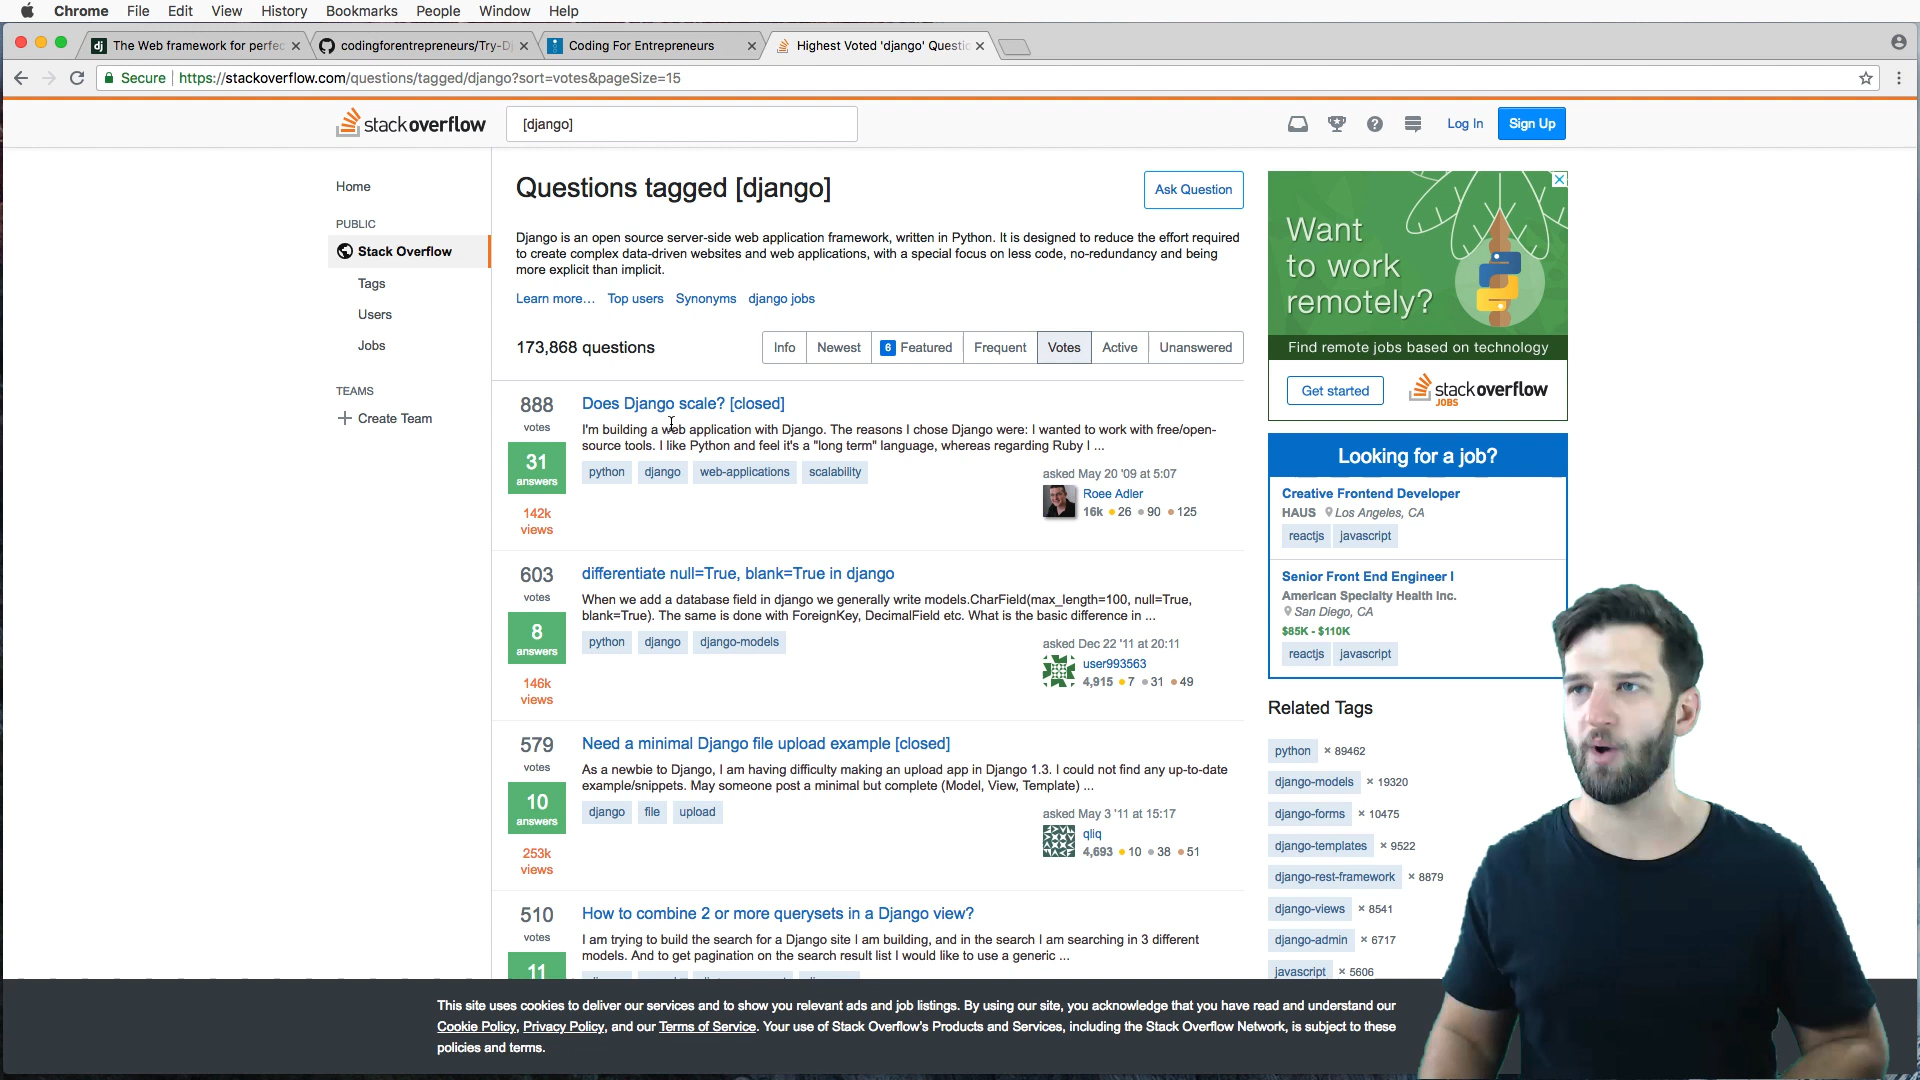 Chrome File Edit View History Bookmarks People Window Help
dj The Web framework for perfec
codingforentrepreneurs/Try-D
Coding For Entrepreneurs
Highest Voted 'django' Questio
Secure https://stackoverflow.com/questions/tagged/django?sort=votes&pageSize=15
stackoverflow
[django]
Log In
Sign Up
Home
PUBLIC
Stack Overflow
Tags
Users
Jobs
TEAMS
Create Team
Questions tagged [django]
Ask Question
Django is an open source server-side web application framework, written in Python. It is designed to reduce the effort required
to create complex data-driven websites and web applications, with a special focus on less code, no-redundancy and being
more explicit than implicit.
Learn more… Top users Synonyms django jobs
173,868 questions
Info Newest 6 Featured Frequent Votes Active Unanswered
888
votes
31
answers
142k
views
Does Django scale? [closed]
I'm building a web application with Django. The reasons I chose Django were: I wanted to work with free/open-
source tools. I like Python and feel it's a "long term" language, whereas regarding Ruby I ...
python django web-applications scalability
asked May 20 '09 at 5:07
Roee Adler
16k 26 90 125
603
votes
8
answers
146k
views
differentiate null=True, blank=True in django
When we add a database field in django we generally write models.CharField(max_length=100, null=True,
blank=True). The same is done with ForeignKey, DecimalField etc. What is the basic difference in ...
python django django-models
asked Dec 22 '11 at 20:11
user993563
4,915 7 31 49
579
votes
10
answers
253k
views
Need a minimal Django file upload example [closed]
As a newbie to Django, I am having difficulty making an upload app in Django 1.3. I could not find any up-to-date
example/snippets. May someone post a minimal but complete (Model, View, Template) ...
django file upload
asked May 3 '11 at 15:17
qliq
4,693 10 38 51
510
votes
11
How to combine 2 or more querysets in a Django view?
I am trying to build the search for a Django site I am building, and in the search I am searching in 3 different
models. And to get pagination on the search result list I would like to use a generic ...
Want
to work
remotely?
Find remote jobs based on technology
Get started
stackoverflow
JOBS
Looking for a job?
Creative Frontend Developer
HAUS Los Angeles, CA
reactjs javascript
Senior Front End Engineer I
American Specialty Health Inc.
San Diego, CA
$85K - $110K
reactjs javascript
Related Tags
python × 89462
django-models × 19320
django-forms × 10475
django-templates × 9522
django-rest-framework × 8879
django-views × 8541
django-admin × 6717
javascript × 5606
This site uses cookies to deliver our services and to show you relevant ads and job listings. By using our site, you acknowledge that you have read and understand our
Cookie Policy, Privacy Policy, and our Terms of Service. Your use of Stack Overflow's Products and Services, including the Stack Overflow Network, is subject to these
policies and terms.